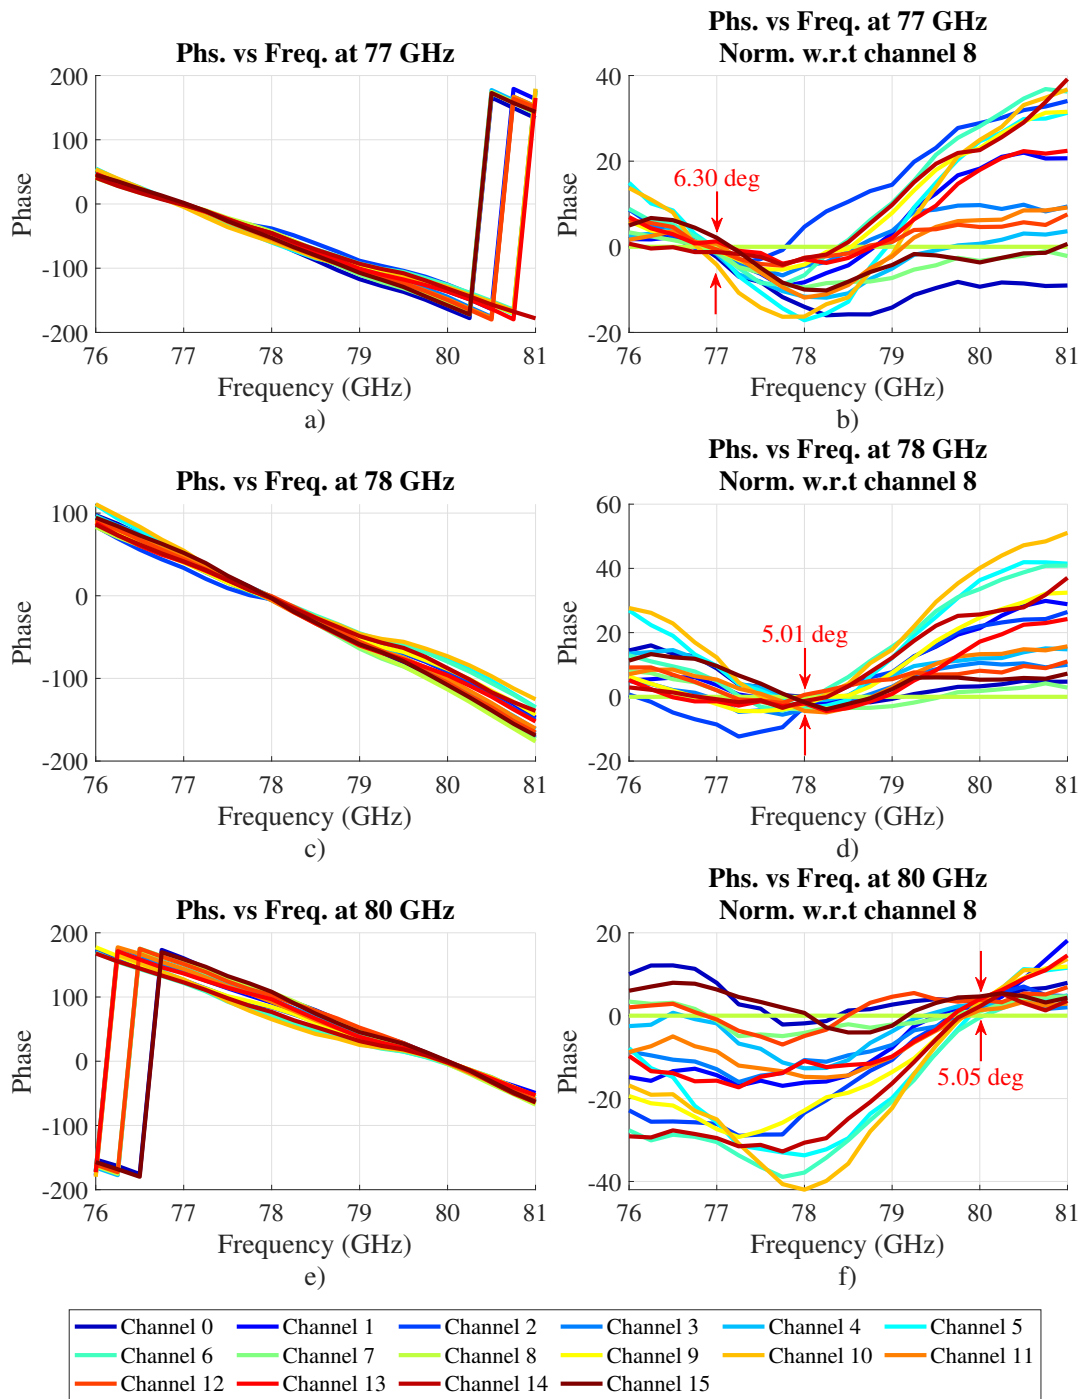 Phs. vs Freq. at 77 GHz
200
100
0
-100
-200
Phase
76 77 78 79 80 81
Frequency (GHz)
a)
Phs. vs Freq. at 77 GHz
Norm. w.r.t channel 8
40
20
0
-20
Phase
6.30 deg
76 77 78 79 80 81
Frequency (GHz)
b)
Phs. vs Freq. at 78 GHz
100
0
-100
-200
Phase
76 77 78 79 80 81
Frequency (GHz)
c)
Phs. vs Freq. at 78 GHz
Norm. w.r.t channel 8
60
40
20
0
-20
Phase
5.01 deg
76 77 78 79 80 81
Frequency (GHz)
d)
Phs. vs Freq. at 80 GHz
200
100
0
-100
-200
Phase
76 77 78 79 80 81
Frequency (GHz)
e)
Phs. vs Freq. at 80 GHz
Norm. w.r.t channel 8
20
0
-20
-40
Phase
5.05 deg
76 77 78 79 80 81
Frequency (GHz)
f)
Channel 0 Channel 1 Channel 2 Channel 3 Channel 4 Channel 5
Channel 6 Channel 7 Channel 8 Channel 9 Channel 10 Channel 11
Channel 12 Channel 13 Channel 14 Channel 15